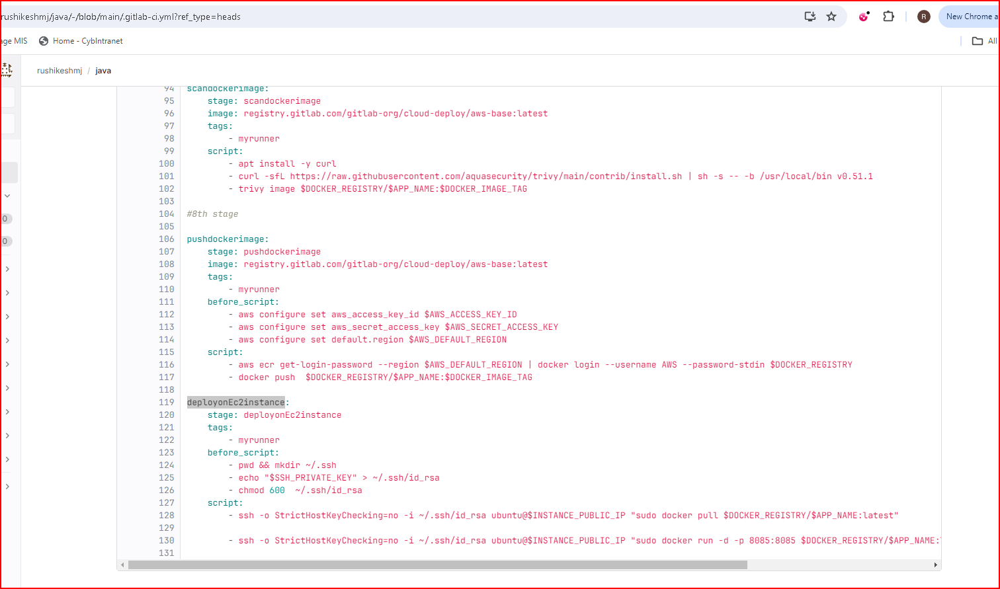 rushikeshmj/java/-/blob/main/.gitlab-ci.yml?ref_type=heads
R
New Chrome a
age MIS
Home - CybIntranet
All
rushikeshmj / java
0
0
94 scandockerimage:
95 stage: scandockerimage
96 image: registry.gitlab.com/gitlab-org/cloud-deploy/aws-base:latest
97 tags:
98 - myrunner
99 script:
100 - apt install -y curl
101 - curl -sfL https://raw.githubusercontent.com/aquasecurity/trivy/main/contrib/install.sh | sh -s -- -b /usr/local/bin v0.51.1
102 - trivy image $DOCKER_REGISTRY/$APP_NAME:$DOCKER_IMAGE_TAG
103
104 #8th stage
105
106 pushdockerimage:
107 stage: pushdockerimage
108 image: registry.gitlab.com/gitlab-org/cloud-deploy/aws-base:latest
109 tags:
110 - myrunner
111 before_script:
112 - aws configure set aws_access_key_id $AWS_ACCESS_KEY_ID
113 - aws configure set aws_secret_access_key $AWS_SECRET_ACCESS_KEY
114 - aws configure set default.region $AWS_DEFAULT_REGION
115 script:
116 - aws ecr get-login-password --region $AWS_DEFAULT_REGION | docker login --username AWS --password-stdin $DOCKER_REGISTRY
117 - docker push  $DOCKER_REGISTRY/$APP_NAME:$DOCKER_IMAGE_TAG
118
119 deployonEc2instance:
120 stage: deployonEc2instance
121 tags:
122 - myrunner
123 before_script:
124 - pwd && mkdir ~/.ssh
125 - echo "$SSH_PRIVATE_KEY" > ~/.ssh/id_rsa
126 - chmod 600  ~/.ssh/id_rsa
127 script:
128 - ssh -o StrictHostKeyChecking=no -i ~/.ssh/id_rsa ubuntu@$INSTANCE_PUBLIC_IP "sudo docker pull $DOCKER_REGISTRY/$APP_NAME:latest"
129
130 - ssh -o StrictHostKeyChecking=no -i ~/.ssh/id_rsa ubuntu@$INSTANCE_PUBLIC_IP "sudo docker run -d -p 8085:8085 $DOCKER_REGISTRY/$APP_NAME:
131